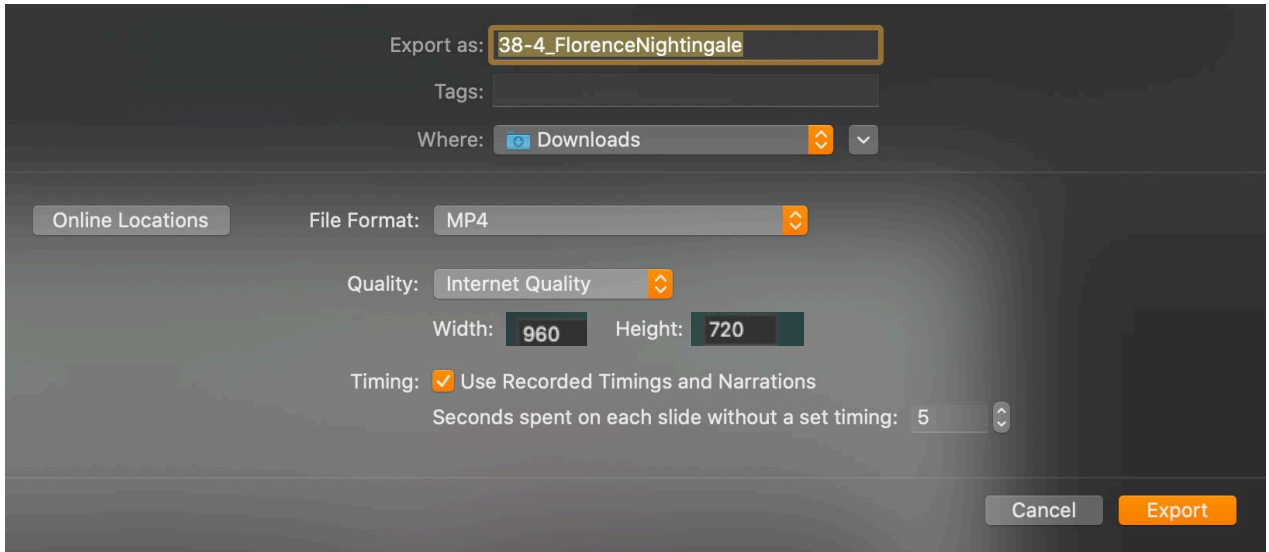 Export as: 38-4_FlorenceNightingale
Tags:
Where: Downloads
Online Locations File Format: MP4
Quality: Internet Quality
Width: 960 Height: 720
Timing: Use Recorded Timings and Narrations
Seconds spent on each slide without a set timing: 5
Cancel Export